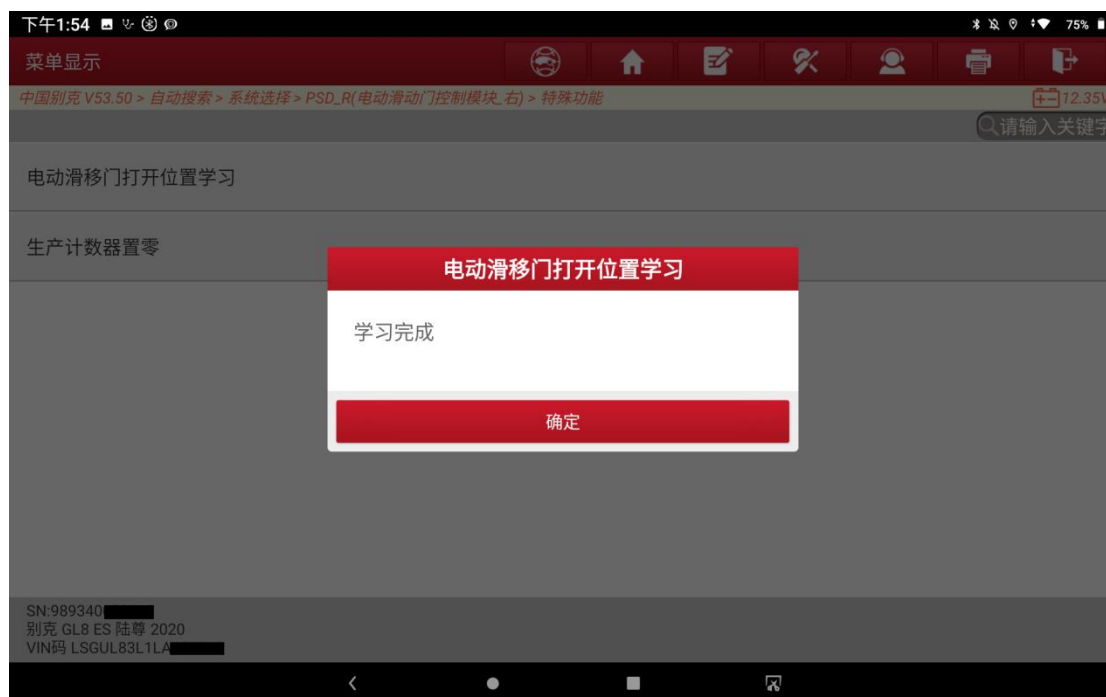 下午1:54
75%
菜单显示
中国别克 V53.50 > 自动搜索 > 系统选择 > PSD_R(电动滑动门控制模块_右) > 特殊功能
12.35V
请输入关键字
电动滑移门打开位置学习
生产计数器置零
电动滑移门打开位置学习
学习完成
确定
SN:989340
别克 GL8 ES 陆尊 2020
VIN码 LSGUL83L1LA